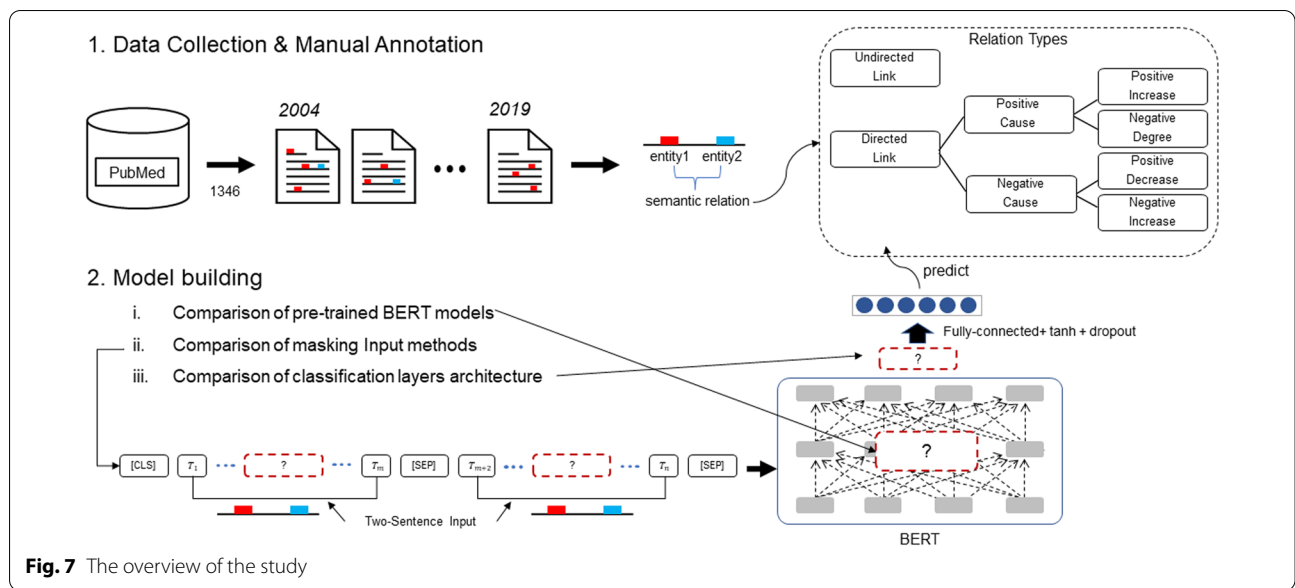 1. Data Collection & Manual Annotation
PubMed
1346
2004
2019
•••
entity1 entity2
semantic relation
Relation Types
Undirected
Link
Directed
Link
Positive
Cause
Negative
Cause
Positive
Increase
Negative
Degree
Positive
Decrease
Negative
Increase
2. Model building
i. Comparison of pre-trained BERT models
ii. Comparison of masking Input methods
iii. Comparison of classification layers architecture
predict
Fully-connected+ tanh + dropout
?
?
BERT
[CLS] T1 ··· ? ··· Tm [SEP] Tm+2 ··· ? ··· Tn [SEP]
Two-Sentence Input
Fig. 7 The overview of the study